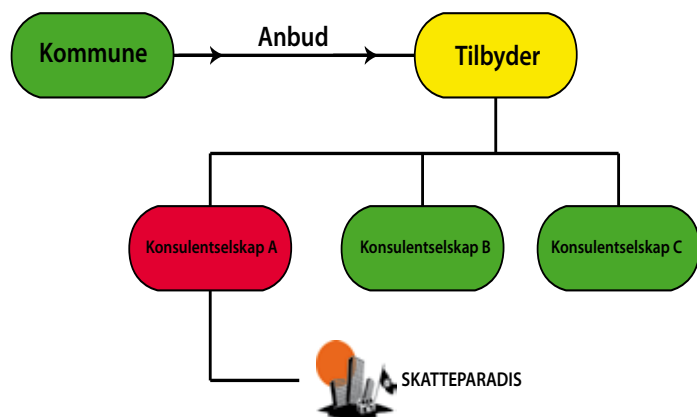 Kommune
Anbud
Tilbyder
Konsulentselskap A
Konsulentselskap B
Konsulentselskap C
SKATTEPARADIS